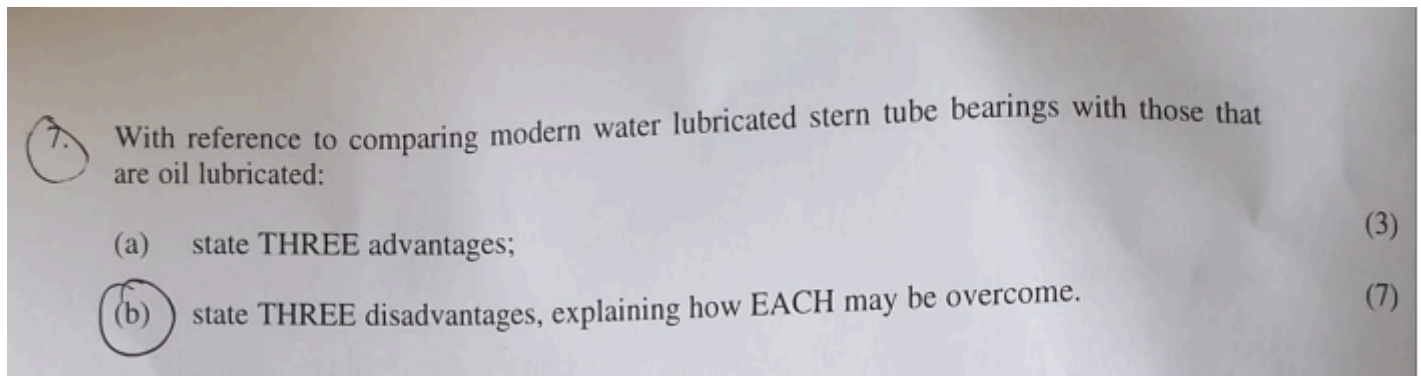 7. With reference to comparing modern water lubricated stern tube bearings with those that
are oil lubricated:
(a) state THREE advantages; (3)
(b) state THREE disadvantages, explaining how EACH may be overcome. (7)